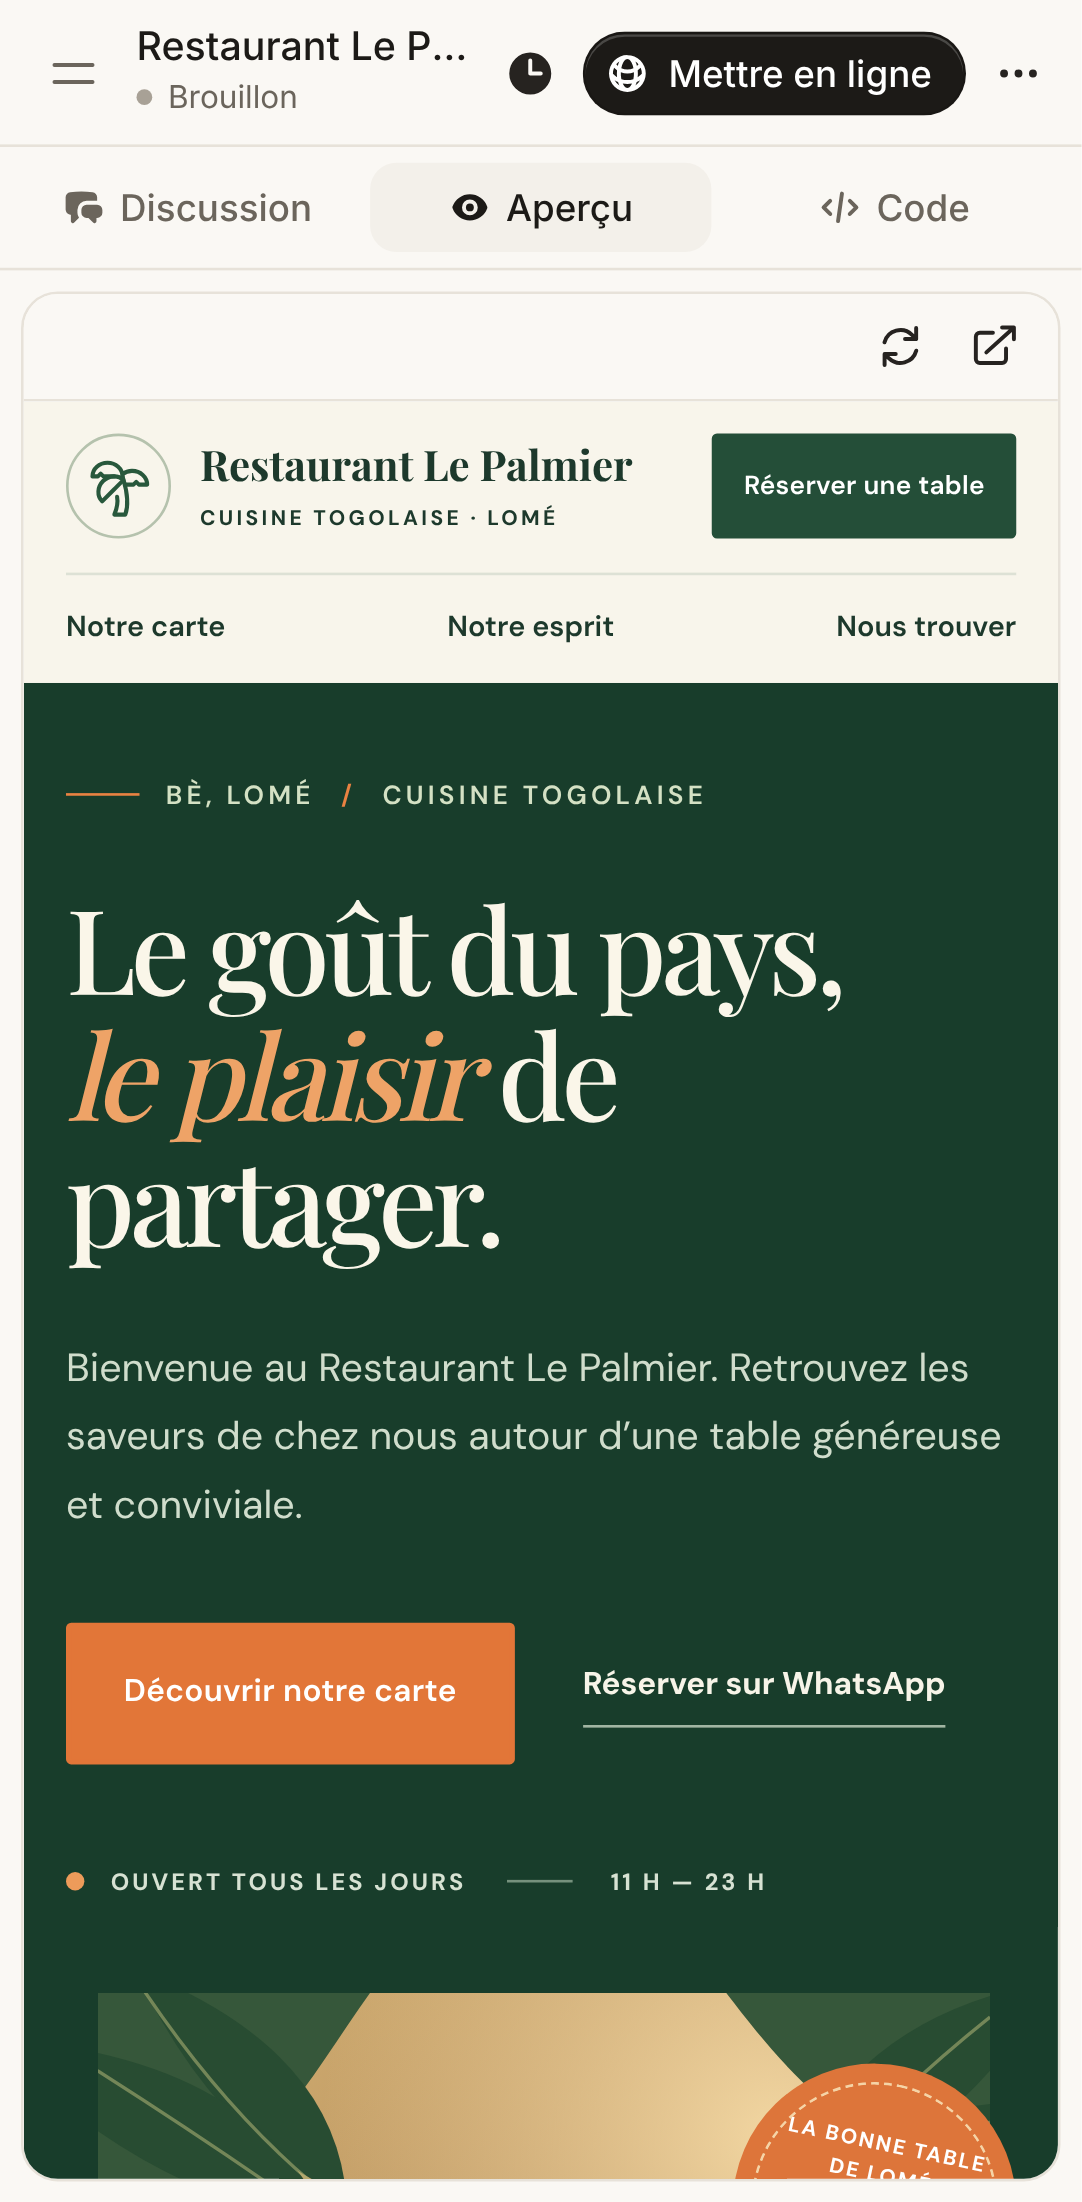 Restaurant Le P...
Brouillon
Mettre en ligne
Discussion
Aperçu
Code
Restaurant Le Palmier
CUISINE TOGOLAISE · LOMÉ
Réserver une table
Notre carte
Notre esprit
Nous trouver
BÈ, LOMÉ / CUISINE TOGOLAISE
Le goût du pays,
le plaisir de
partager.
Bienvenue au Restaurant Le Palmier. Retrouvez les
saveurs de chez nous autour d’une table généreuse
et conviviale.
Découvrir notre carte
Réserver sur WhatsApp
OUVERT TOUS LES JOURS — 11 H — 23 H
LA BONNE TABLE
DE LOMÉ